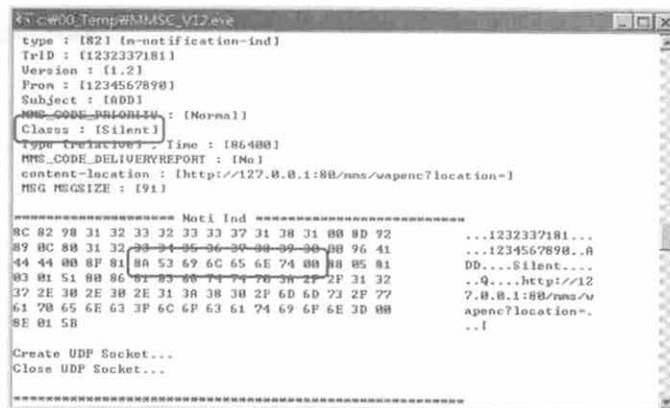 c:₩00_Temp₩MMSC_V12.exe
type : [82] [m-notification-ind]
TrID : [1232337181]
Version : [1.2]
From : [1234567890]
Subject : [ADD]
MMS_CODE_PRIORITY : [Normal]
Classs : [Silent]
Type [relative] , Time : [86400]
MMS_CODE_DELIVERYREPORT : [No]
content-location : [http://127.0.0.1:80/mms/wapenc?location=]
MSG MSGSIZE : [91]
Noti Ind
8C 82 98 31 32 33 32 33 33 37 31 38 31 00 8D 92 ...1232337181...
89 0C 80 31 32 33 34 35 36 37 38 39 30 00 96 41 ...1234567890..A
44 44 00 8F 81 8A 53 69 6C 65 6E 74 00 88 05 81 DD....Silent....
03 01 51 80 86 81 83 68 74 74 70 3A 2F 2F 31 32 ..Q....http://12
37 2E 30 2E 30 2E 31 3A 38 30 2F 6D 6D 73 2F 77 7.0.0.1:80/mms/w
61 70 65 6E 63 3F 6C 6F 63 61 74 69 6F 6E 3D 00 apenc?location=.
8E 01 5B ..[
Create UDP Socket...
Close UDP Socket...